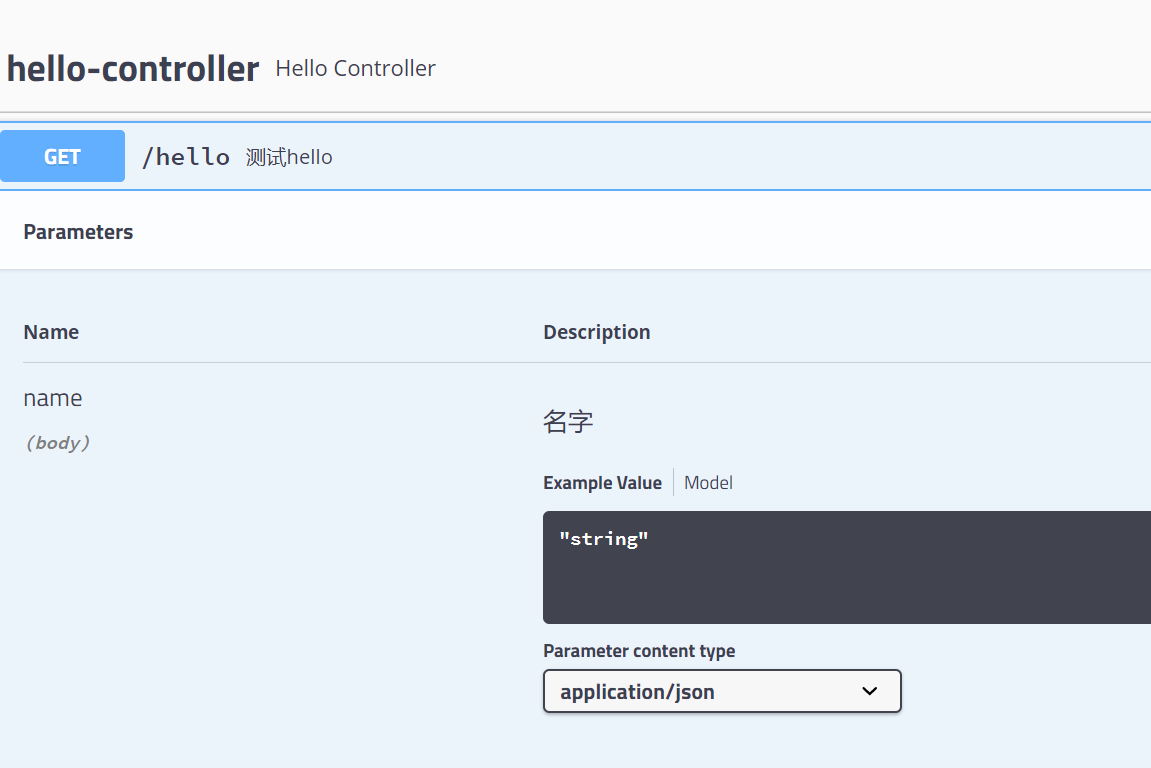 hello-controller Hello Controller
GET /hello 测试hello
Parameters
Name Description
name
名字
(body)
Example Value Model
"string"
Parameter content type
application/json